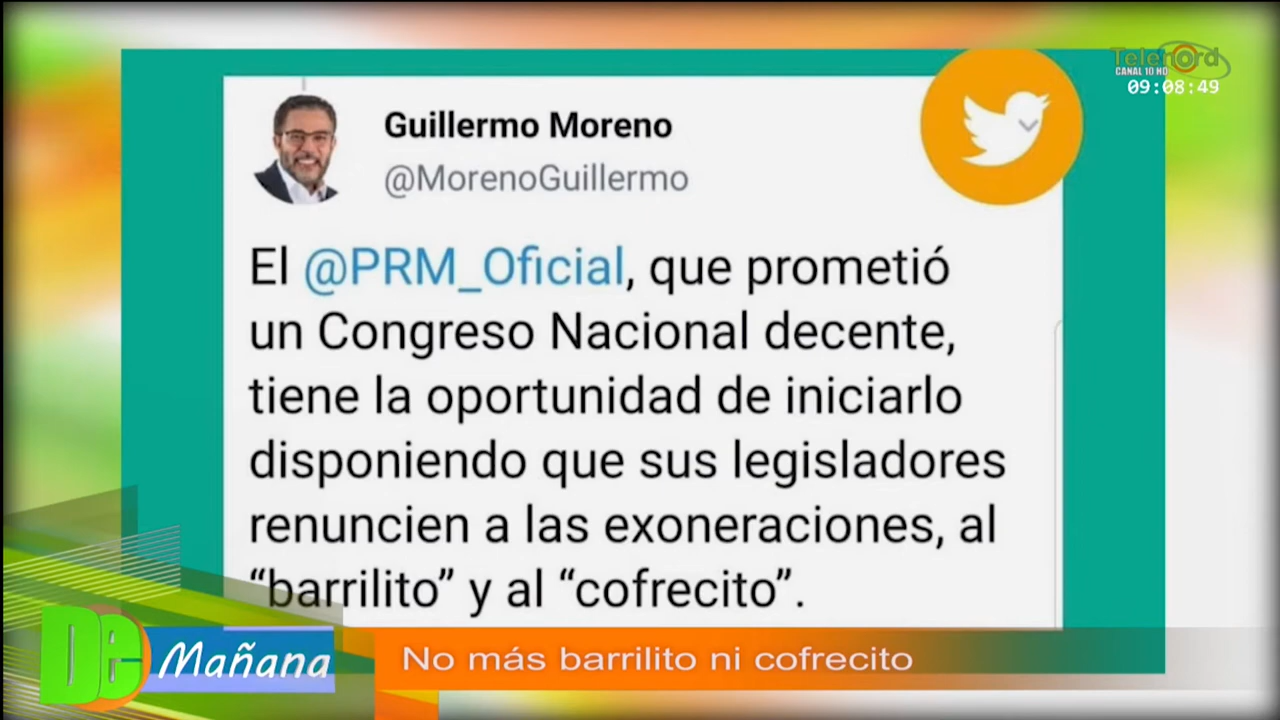 Telenord
CANAL 10 HD
09:08:49
Guillermo Moreno
@MorenoGuillermo
El @PRM_Oficial, que prometió
un Congreso Nacional decente,
tiene la oportunidad de iniciarlo
disponiendo que sus legisladores
renuncien a las exoneraciones, al
“barrilito” y al “cofrecito”.
De
Mañana
No más barrilito ni cofrecito